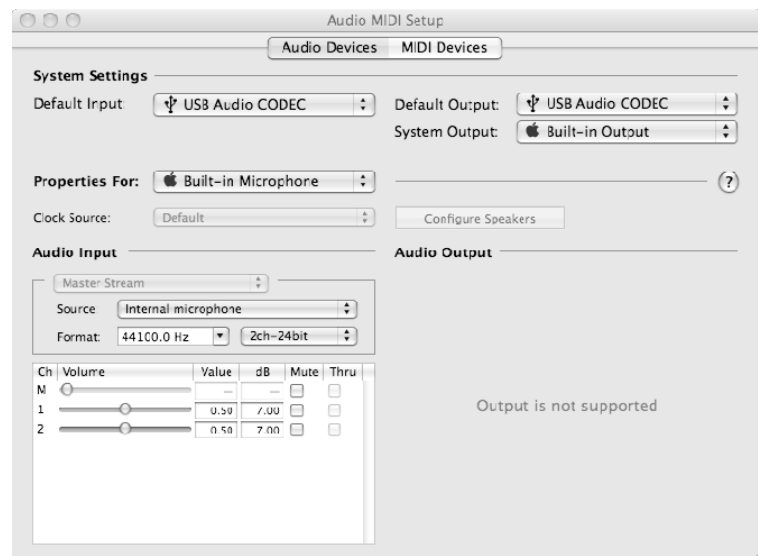 Audio MIDI Setup
Audio Devices MIDI Devices
System Settings
Default Input: USB Audio CODEC
Default Output: USB Audio CODEC
System Output: Built-in Output
Properties For: Built-in Microphone ?
Clock Source: Default
Configure Speakers
Audio Input
Audio Output
Master Stream
Source: Internal microphone
Format: 44100.0 Hz 2ch-24bit
Ch Volume Value dB Mute Thru
M — —
1 0.50 7.00
2 0.50 7.00
Output is not supported